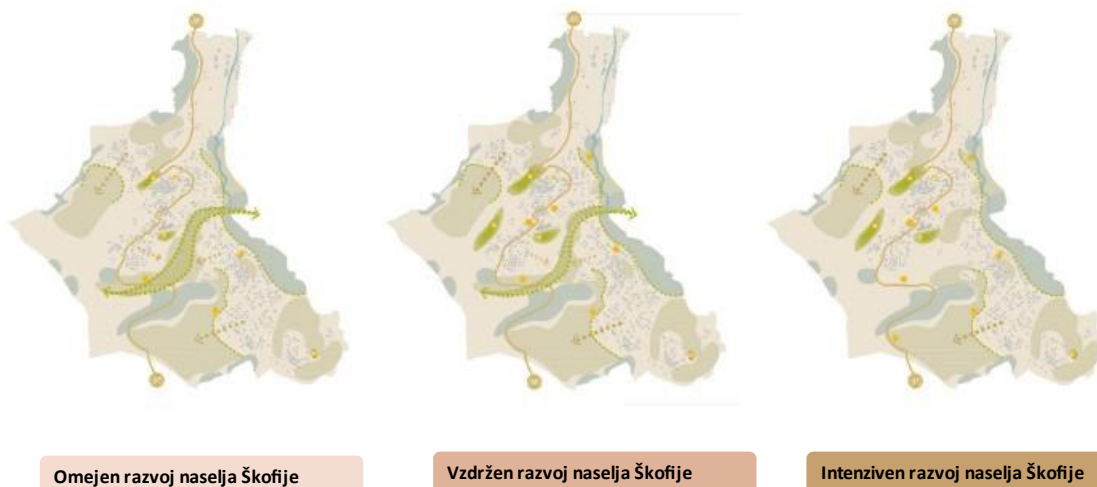 Omejen razvoj naselja Škofije
Vzdržen razvoj naselja Škofije
Intenziven razvoj naselja Škofije